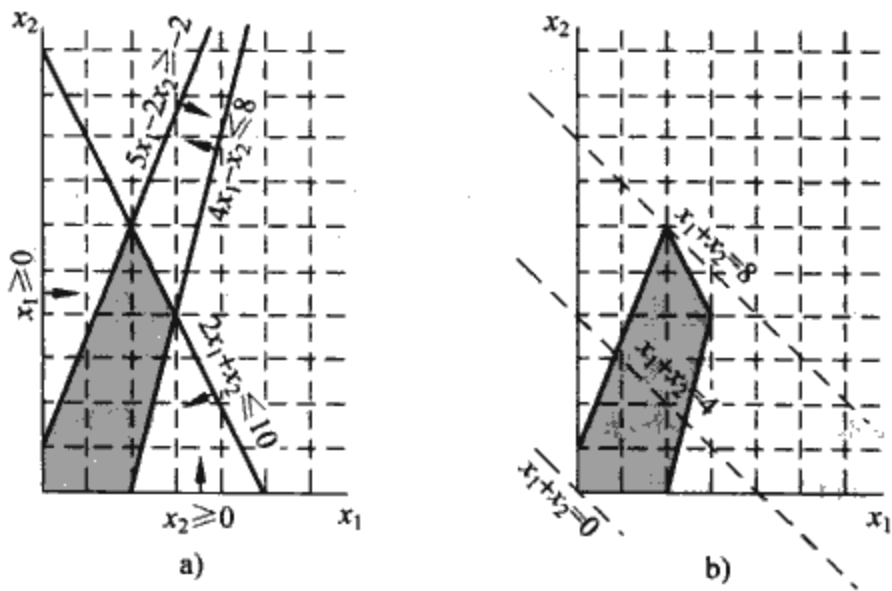 x₂
5x₁−2x₂≥−2
4x₁−x₂≤8
x₁≥0
2x₁+x₂≤10
x₂≥0
x₁
a)
x₂
x₁+x₂=8
x₁+x₂=4
x₁+x₂=0
x₁
b)